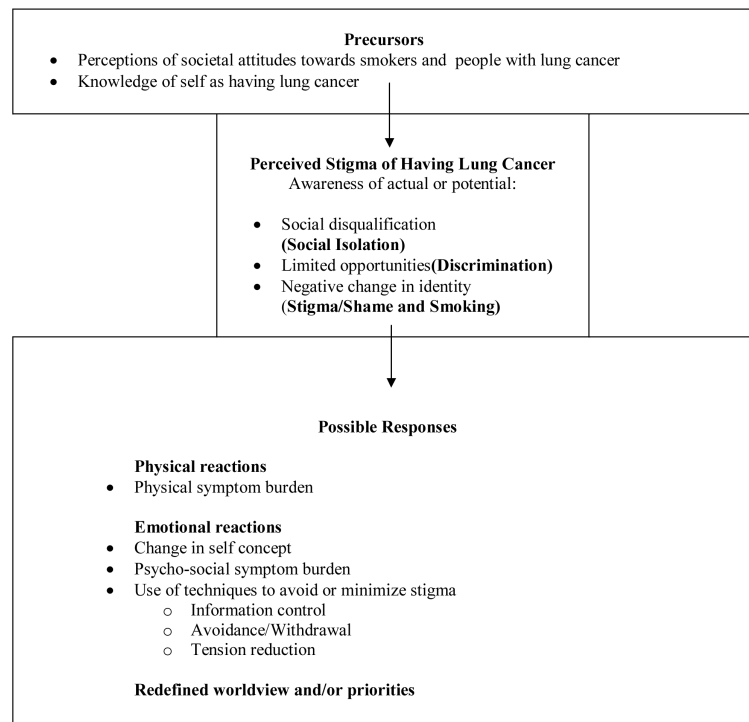 Precursors
• Perceptions of societal attitudes towards smokers and people with lung cancer
• Knowledge of self as having lung cancer
Perceived Stigma of Having Lung Cancer
Awareness of actual or potential:
• Social disqualification
(Social Isolation)
• Limited opportunities(Discrimination)
• Negative change in identity
(Stigma/Shame and Smoking)
Possible Responses
Physical reactions
• Physical symptom burden
Emotional reactions
• Change in self concept
• Psycho-social symptom burden
• Use of techniques to avoid or minimize stigma
o Information control
o Avoidance/Withdrawal
o Tension reduction
Redefined worldview and/or priorities